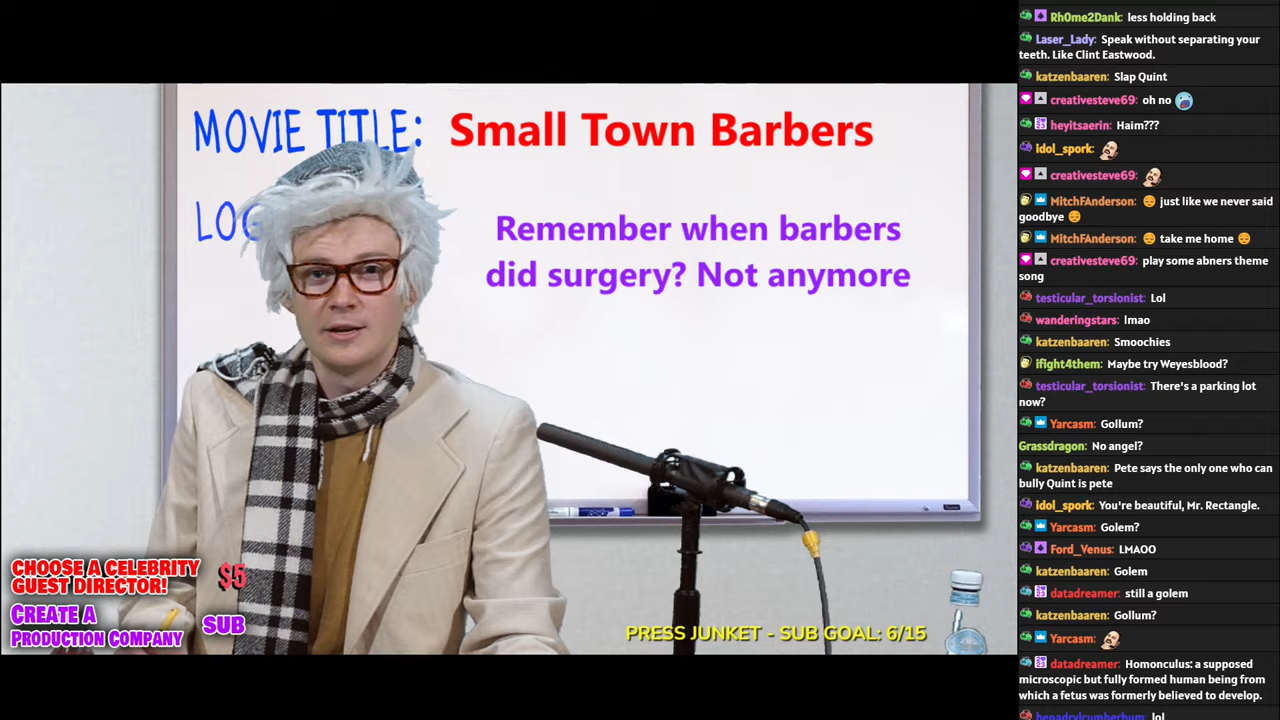 MOVIE TITLE: Small Town Barbers
LOG
Remember when barbers
did surgery? Not anymore
CHOOSE A CELEBRITY
GUEST DIRECTOR! $5
CREATE A
PRODUCTION COMPANY SUB
PRESS JUNKET - SUB GOAL: 6/15
Rh0me2Dank: less holding back
Laser_Lady: Speak without separating your
teeth. Like Clint Eastwood.
katzenbaaren: Slap Quint
creativesteve69: oh no
heyitsaerin: Haim???
idol_spork:
creativesteve69:
MitchFAnderson: 😔 just like we never said
goodbye 😔
MitchFAnderson: 😔 take me home 😔
creativesteve69: play some abners theme
song
testicular_torsionist: Lol
wanderingstars: lmao
katzenbaaren: Smoochies
ifight4them: Maybe try Weyesblood?
testicular_torsionist: There's a parking lot
now?
Yarcasm: Gollum?
Grassdragon: No angel?
katzenbaaren: Pete says the only one who can
bully Quint is pete
idol_spork: You're beautiful, Mr. Rectangle.
Yarcasm: Golem?
Ford_Venus: LMAOO
katzenbaaren: Golem
datadreamer: still a golem
katzenbaaren: Gollum?
Yarcasm:
datadreamer: Homonculus: a supposed
microscopic but fully formed human being from
which a fetus was formerly believed to develop.
benadrylcumberbum: lol